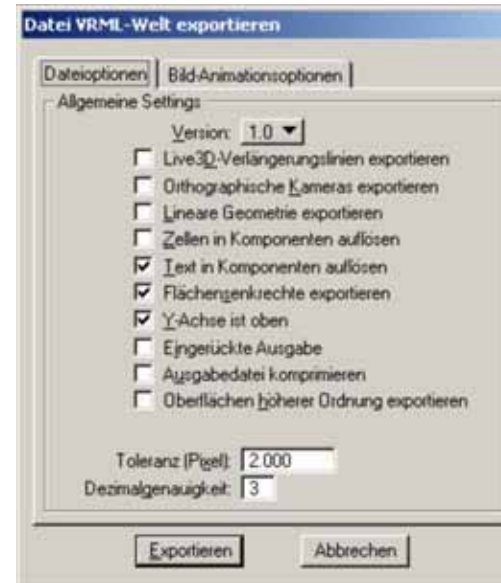 Datei VRML-Welt exportieren
Dateioptionen Bild-Animationsoptionen
Allgemeine Settings
Version: 1.0
Live3D-Verlängerungslinien exportieren
Orthographische Kameras exportieren
Lineare Geometrie exportieren
Zellen in Komponenten auflösen
Text in Komponenten auflösen
Flächensenkrechte exportieren
Y-Achse ist oben
Eingerückte Ausgabe
Ausgabedatei komprimieren
Oberflächen höherer Ordnung exportieren
Toleranz (Pixel): 2.000
Dezimalgenauigkeit: 3
Exportieren Abbrechen